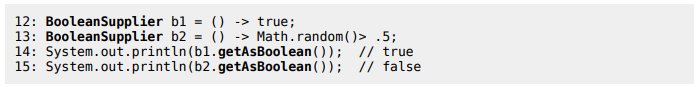 12: BooleanSupplier b1 = () -> true;
13: BooleanSupplier b2 = () -> Math.random()> .5;
14: System.out.println(b1.getAsBoolean());  // true
15: System.out.println(b2.getAsBoolean());  // false